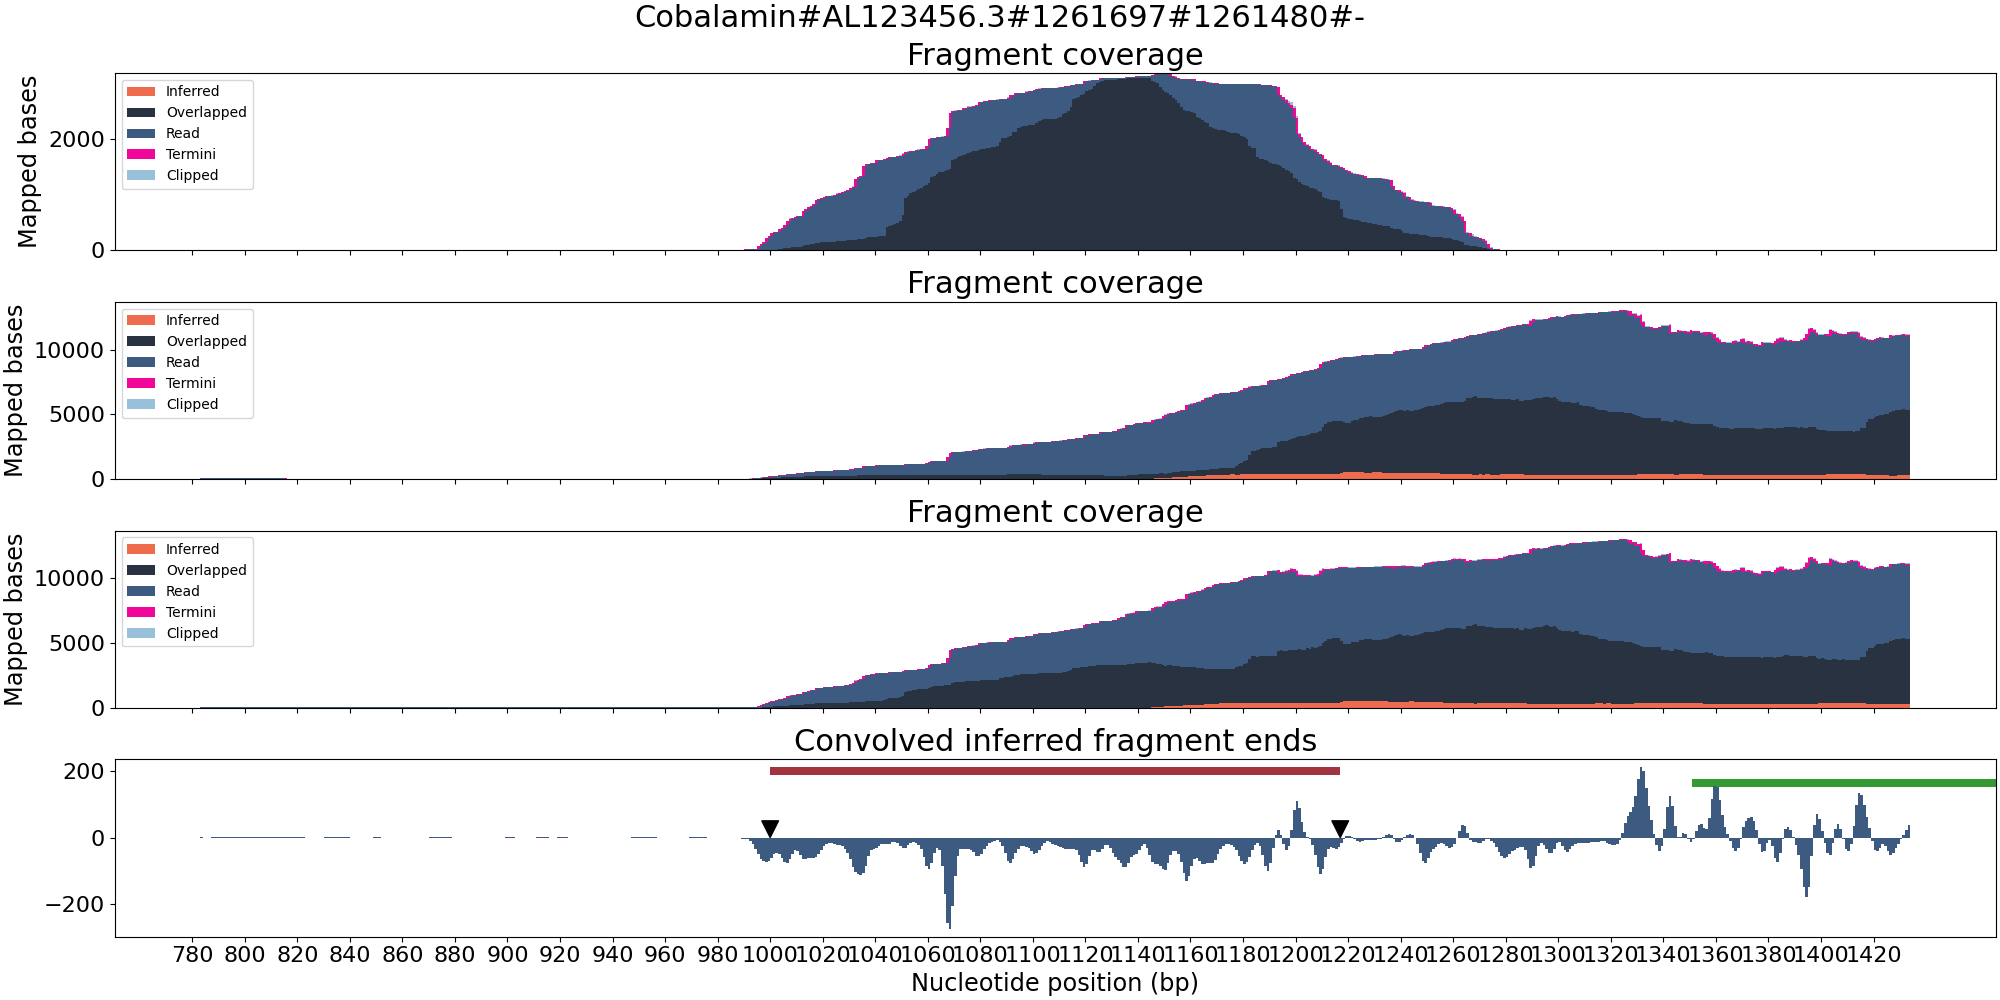 Cobalamin#AL123456.3#1261697#1261480#-
Fragment coverage
Mapped bases
2000
0
Inferred
Overlapped
Read
Termini
Clipped
Fragment coverage
Mapped bases
10000
5000
0
Inferred
Overlapped
Read
Termini
Clipped
Fragment coverage
Mapped bases
10000
5000
0
Inferred
Overlapped
Read
Termini
Clipped
Convolved inferred fragment ends
200
0
−200
780 800 820 840 860 880 900 920 940 960 980 1000 1020 1040 1060 1080 1100 1120 1140 1160 1180 1200 1220 1240 1260 1280 1300 1320 1340 1360 1380 1400 1420
Nucleotide position (bp)